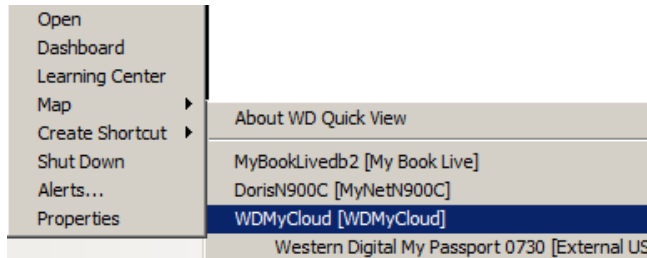 Open
Dashboard
Learning Center
Map
Create Shortcut
Shut Down
Alerts...
Properties
About WD Quick View
MyBookLivedb2 [My Book Live]
DorisN900C [MyNetN900C]
WDMyCloud [WDMyCloud]
Western Digital My Passport 0730 [External US